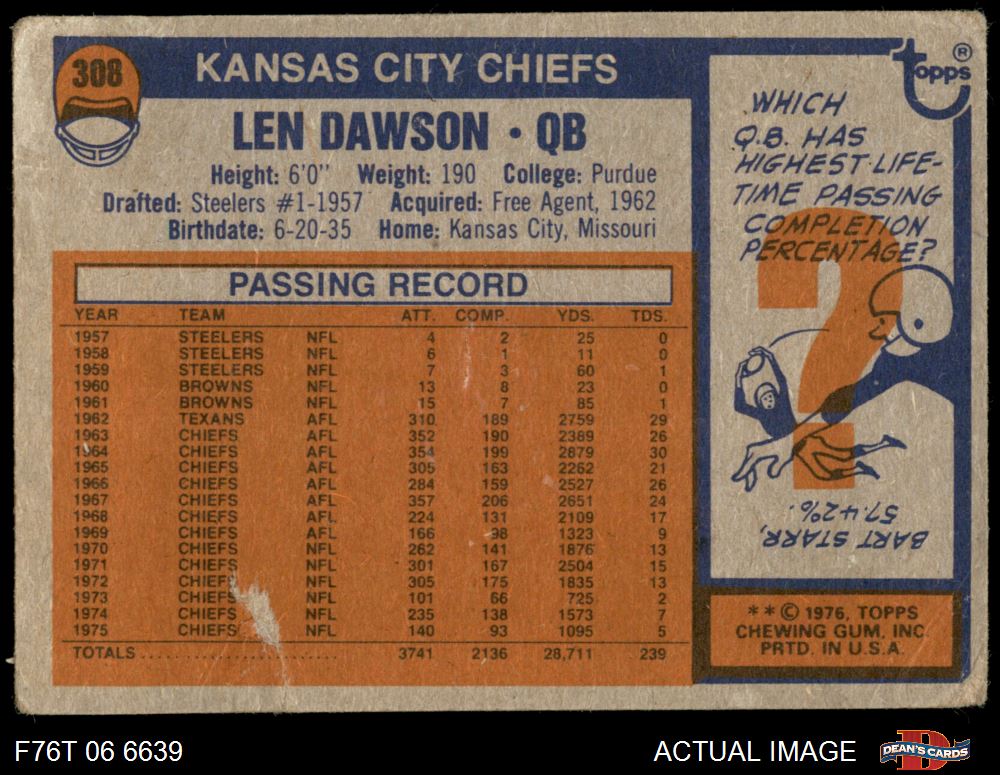 308
KANSAS CITY CHIEFS
LEN DAWSON • QB
Height: 6'0" Weight: 190 College: Purdue
Drafted: Steelers #1-1957 Acquired: Free Agent, 1962
Birthdate: 6-20-35 Home: Kansas City, Missouri
PASSING RECORD
YEAR TEAM ATT. COMP. YDS. TDS.
1957 STEELERS NFL 4 2 25 0
1958 STEELERS NFL 6 1 11 0
1959 STEELERS NFL 7 3 60 1
1960 BROWNS NFL 13 8 23 0
1961 BROWNS NFL 15 7 85 1
1962 TEXANS AFL 310 189 2759 29
1963 CHIEFS AFL 352 190 2389 26
1964 CHIEFS AFL 354 199 2879 30
1965 CHIEFS AFL 305 163 2262 21
1966 CHIEFS AFL 284 159 2527 26
1967 CHIEFS AFL 357 206 2651 24
1968 CHIEFS AFL 224 131 2109 17
1969 CHIEFS AFL 166 98 1323 9
1970 CHIEFS NFL 262 141 1876 13
1971 CHIEFS NFL 301 167 2504 15
1972 CHIEFS NFL 305 175 1835 13
1973 CHIEFS NFL 101 66 725 2
1974 CHIEFS NFL 235 138 1573 7
1975 CHIEFS NFL 140 93 1095 5
TOTALS........................ 3741 2136 28,711 239
topps ®
WHICH
Q.B. HAS
HIGHEST LIFE-
TIME PASSING
COMPLETION
PERCENTAGE?
?
BART STARR,
57.42%.
** © 1976, TOPPS
CHEWING GUM, INC.
PRTD. IN U.S.A.
F76T 06 6639
ACTUAL IMAGE
D
DEAN'S CARDS